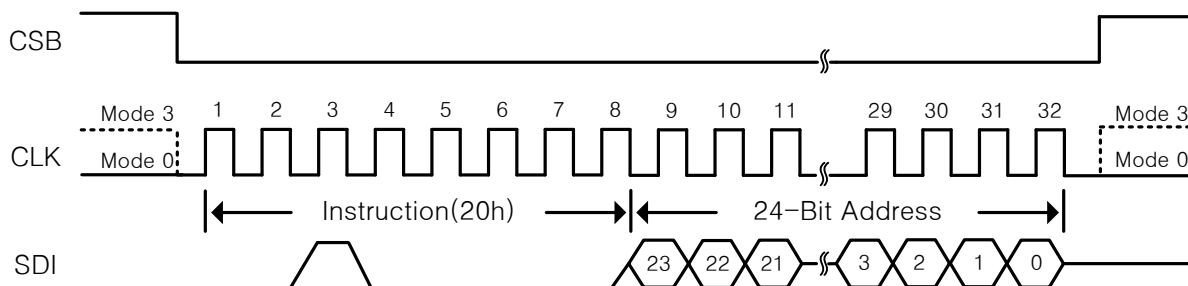 CSB
1 2 3 4 5 6 7 8 9 10 11 29 30 31 32
Mode 3 Mode 3
CLK
Mode 0 Mode 0
Instruction(20h) 24-Bit Address
SDI 23 22 21 3 2 1 0